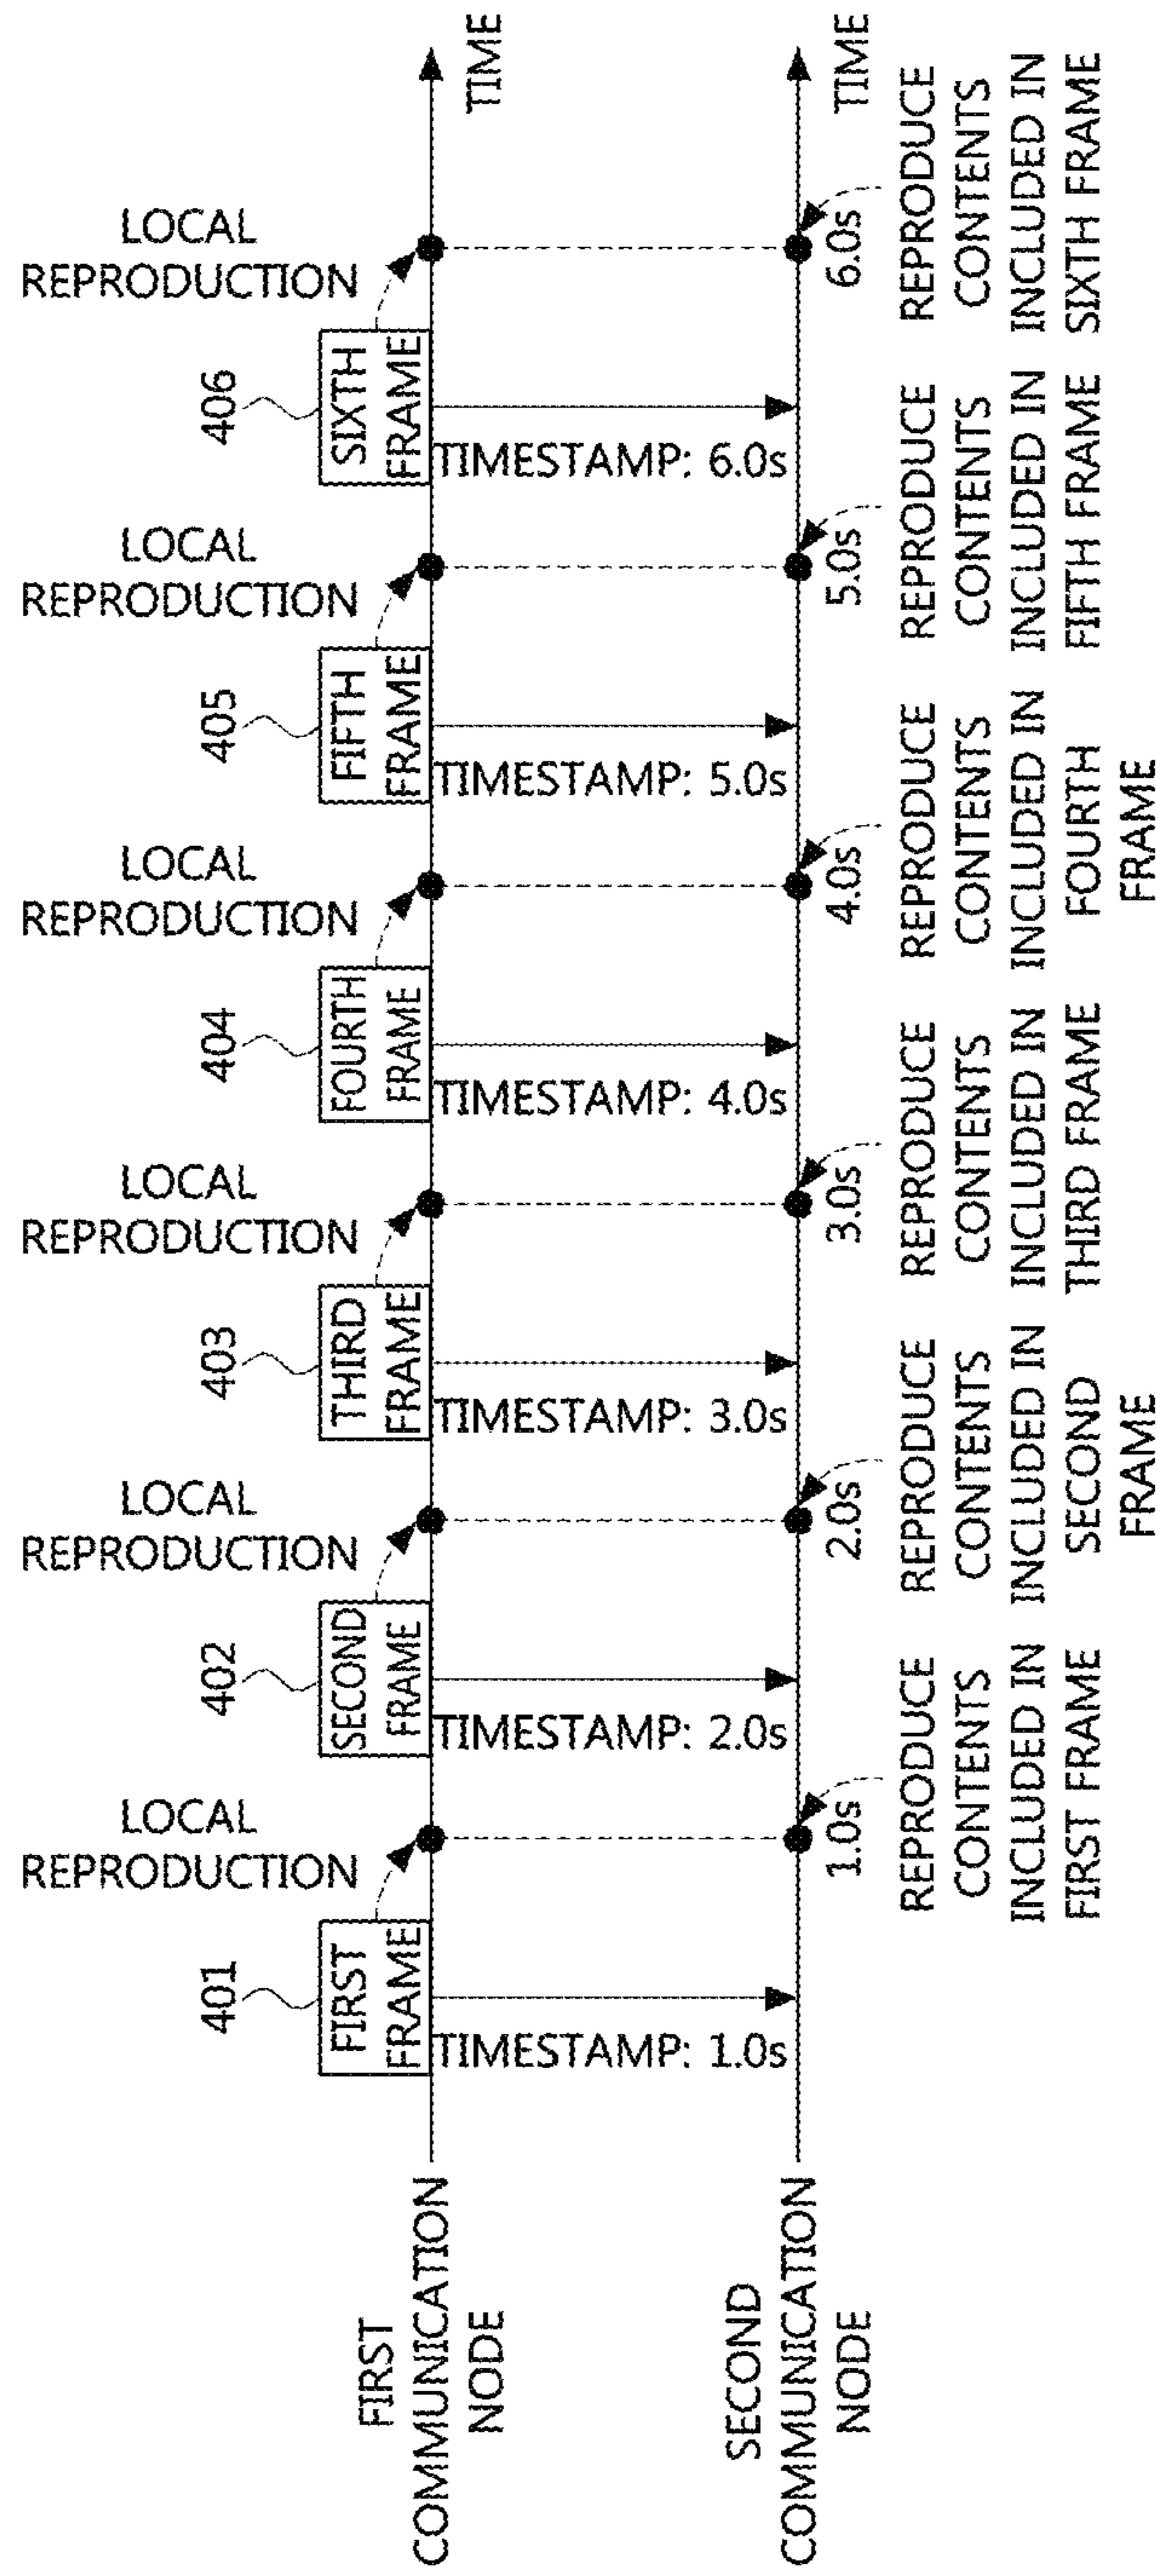 401
402
403
404
405
406
LOCAL
REPRODUCTION
LOCAL
REPRODUCTION
LOCAL
REPRODUCTION
LOCAL
REPRODUCTION
LOCAL
REPRODUCTION
LOCAL
REPRODUCTION
FIRST
FRAME
SECOND
FRAME
THIRD
FRAME
FOURTH
FRAME
FIFTH
FRAME
SIXTH
FRAME
FIRST
COMMUNICATION
NODE
TIME
TIMESTAMP: 1.0s
TIMESTAMP: 2.0s
TIMESTAMP: 3.0s
TIMESTAMP: 4.0s
TIMESTAMP: 5.0s
TIMESTAMP: 6.0s
SECOND
COMMUNICATION
NODE
TIME
1.0s
2.0s
3.0s
4.0s
5.0s
6.0s
REPRODUCE
CONTENTS
INCLUDED IN
FIRST FRAME
REPRODUCE
CONTENTS
INCLUDED IN
SECOND
FRAME
REPRODUCE
CONTENTS
INCLUDED IN
THIRD FRAME
REPRODUCE
CONTENTS
INCLUDED IN
FOURTH
FRAME
REPRODUCE
CONTENTS
INCLUDED IN
FIFTH FRAME
REPRODUCE
CONTENTS
INCLUDED IN
SIXTH FRAME